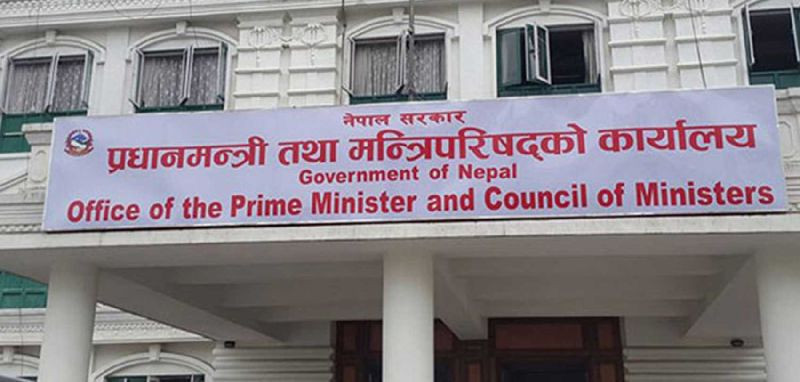 नेपाल सरकार
प्रधानमन्त्री तथा मन्त्रिपरिषद्को कार्यालय
Government of Nepal
Office of the Prime Minister and Council of Ministers